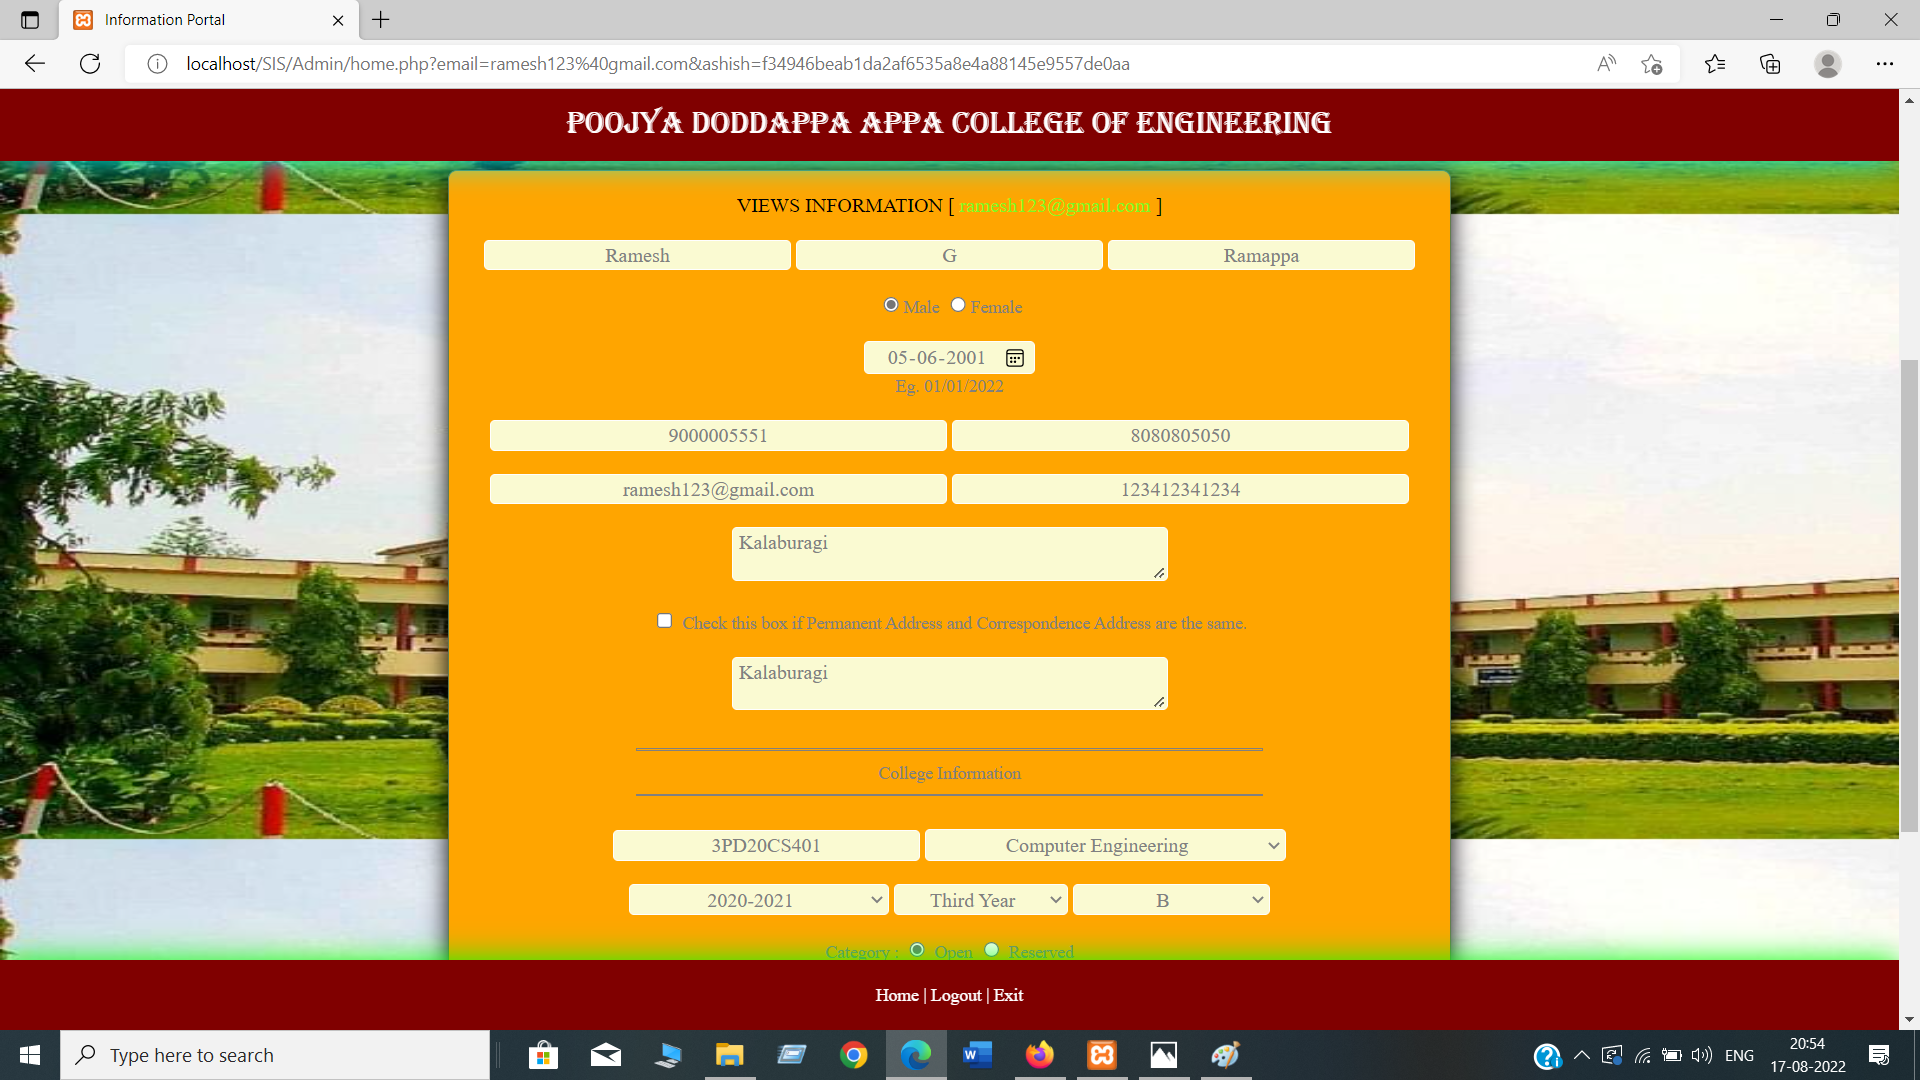 Information Portal
localhost/SIS/Admin/home.php?email=ramesh123%40gmail.com&ashish=f34946beab1da2af6535a8e4a88145e9557de0aa
POOJYA DODDAPPA APPA COLLEGE OF ENGINEERING
VIEWS INFORMATION [ ramesh123@gmail.com ]
Ramesh G Ramappa
Male Female
05-06-2001
Eg. 01/01/2022
9000005551 8080805050
ramesh123@gmail.com 123412341234
Kalaburagi
Check this box if Permanent Address and Correspondence Address are the same.
Kalaburagi
College Information
3PD20CS401 Computer Engineering
2020-2021 Third Year B
Category : Open Reserved
Home | Logout | Exit
Type here to search
ENG
20:54
17-08-2022